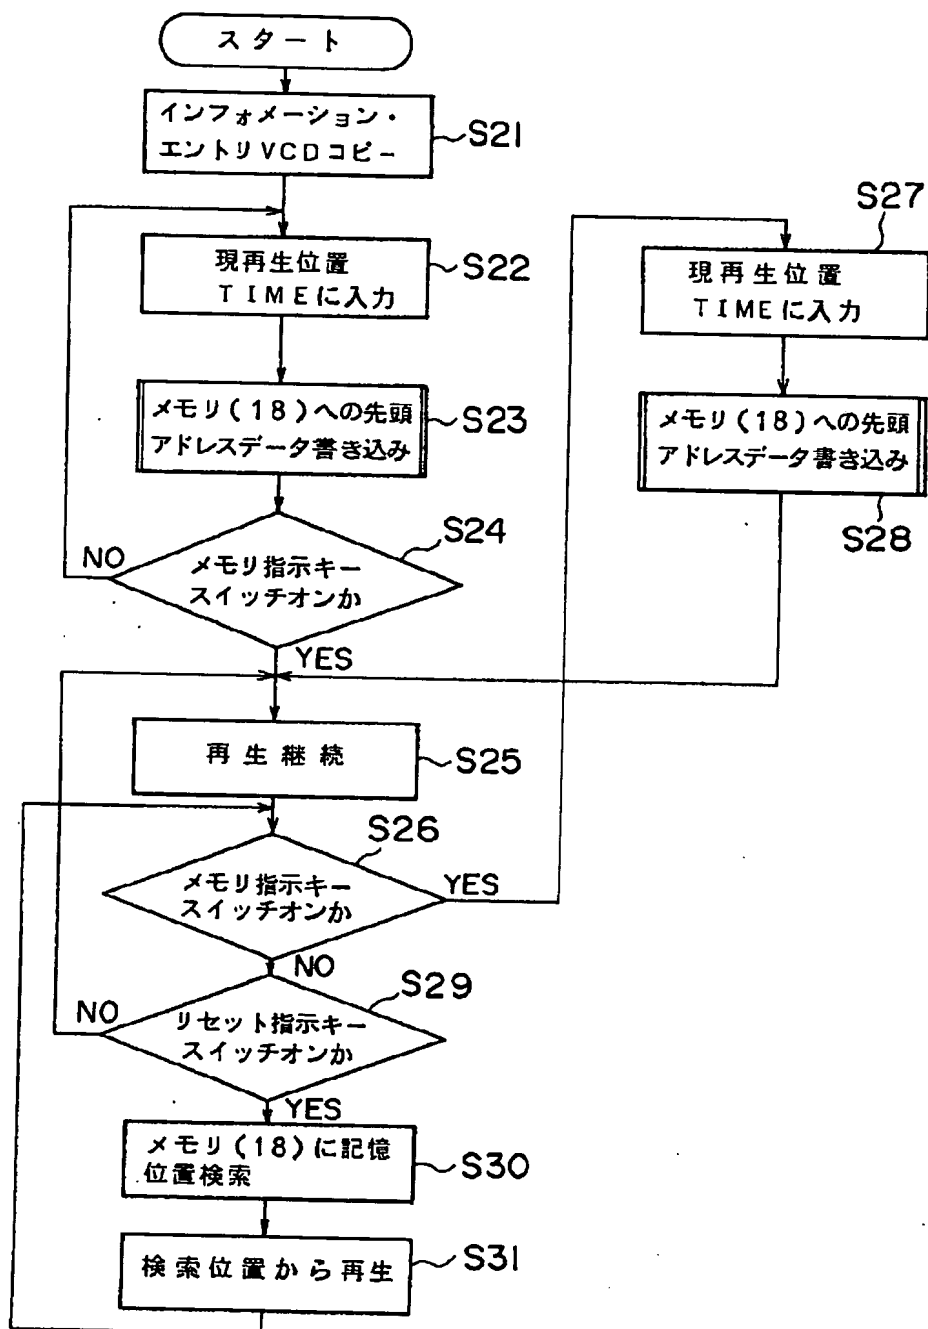 スタート
インフォメーション・
エントリVCDコピー
S21
現再生位置
TIMEに入力
S22
メモリ(18)への先頭
アドレスデータ書き込み
S23
メモリ指示キー
スイッチオンか
S24
NO
YES
再生継続
S25
メモリ指示キー
スイッチオンか
S26
YES
NO
S27
現再生位置
TIMEに入力
メモリ(18)への先頭
アドレスデータ書き込み
S28
リセット指示キー
スイッチオンか
S29
NO
YES
メモリ(18)に記憶
位置検索
S30
検索位置から再生
S31